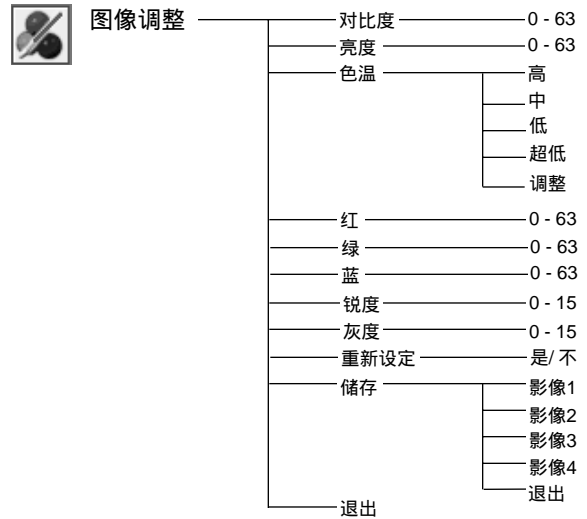 图像调整
对比度 0 - 63
亮度 0 - 63
色温 高
中
低
超低
调整
红 0 - 63
绿 0 - 63
蓝 0 - 63
锐度 0 - 15
灰度 0 - 15
重新设定 是/ 不
储存 影像1
影像2
影像3
影像4
退出
退出